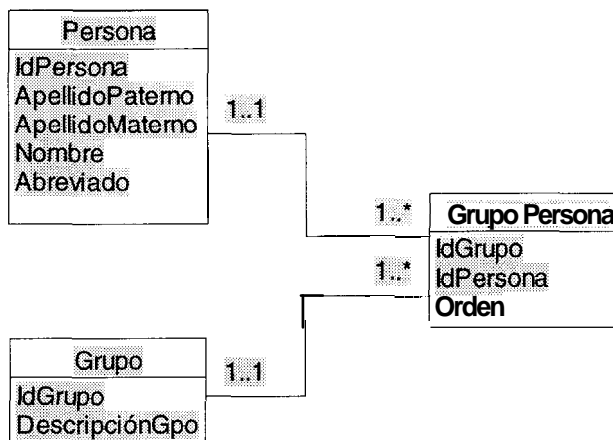 Persona
IdPersona
ApellidoPaterno
ApellidoMaterno
Nombre
Abreviado
1..1
1..*
Grupo Persona
IdGrupo
IdPersona
Orden
1..*
Grupo
IdGrupo
DescripciónGpo
1..1